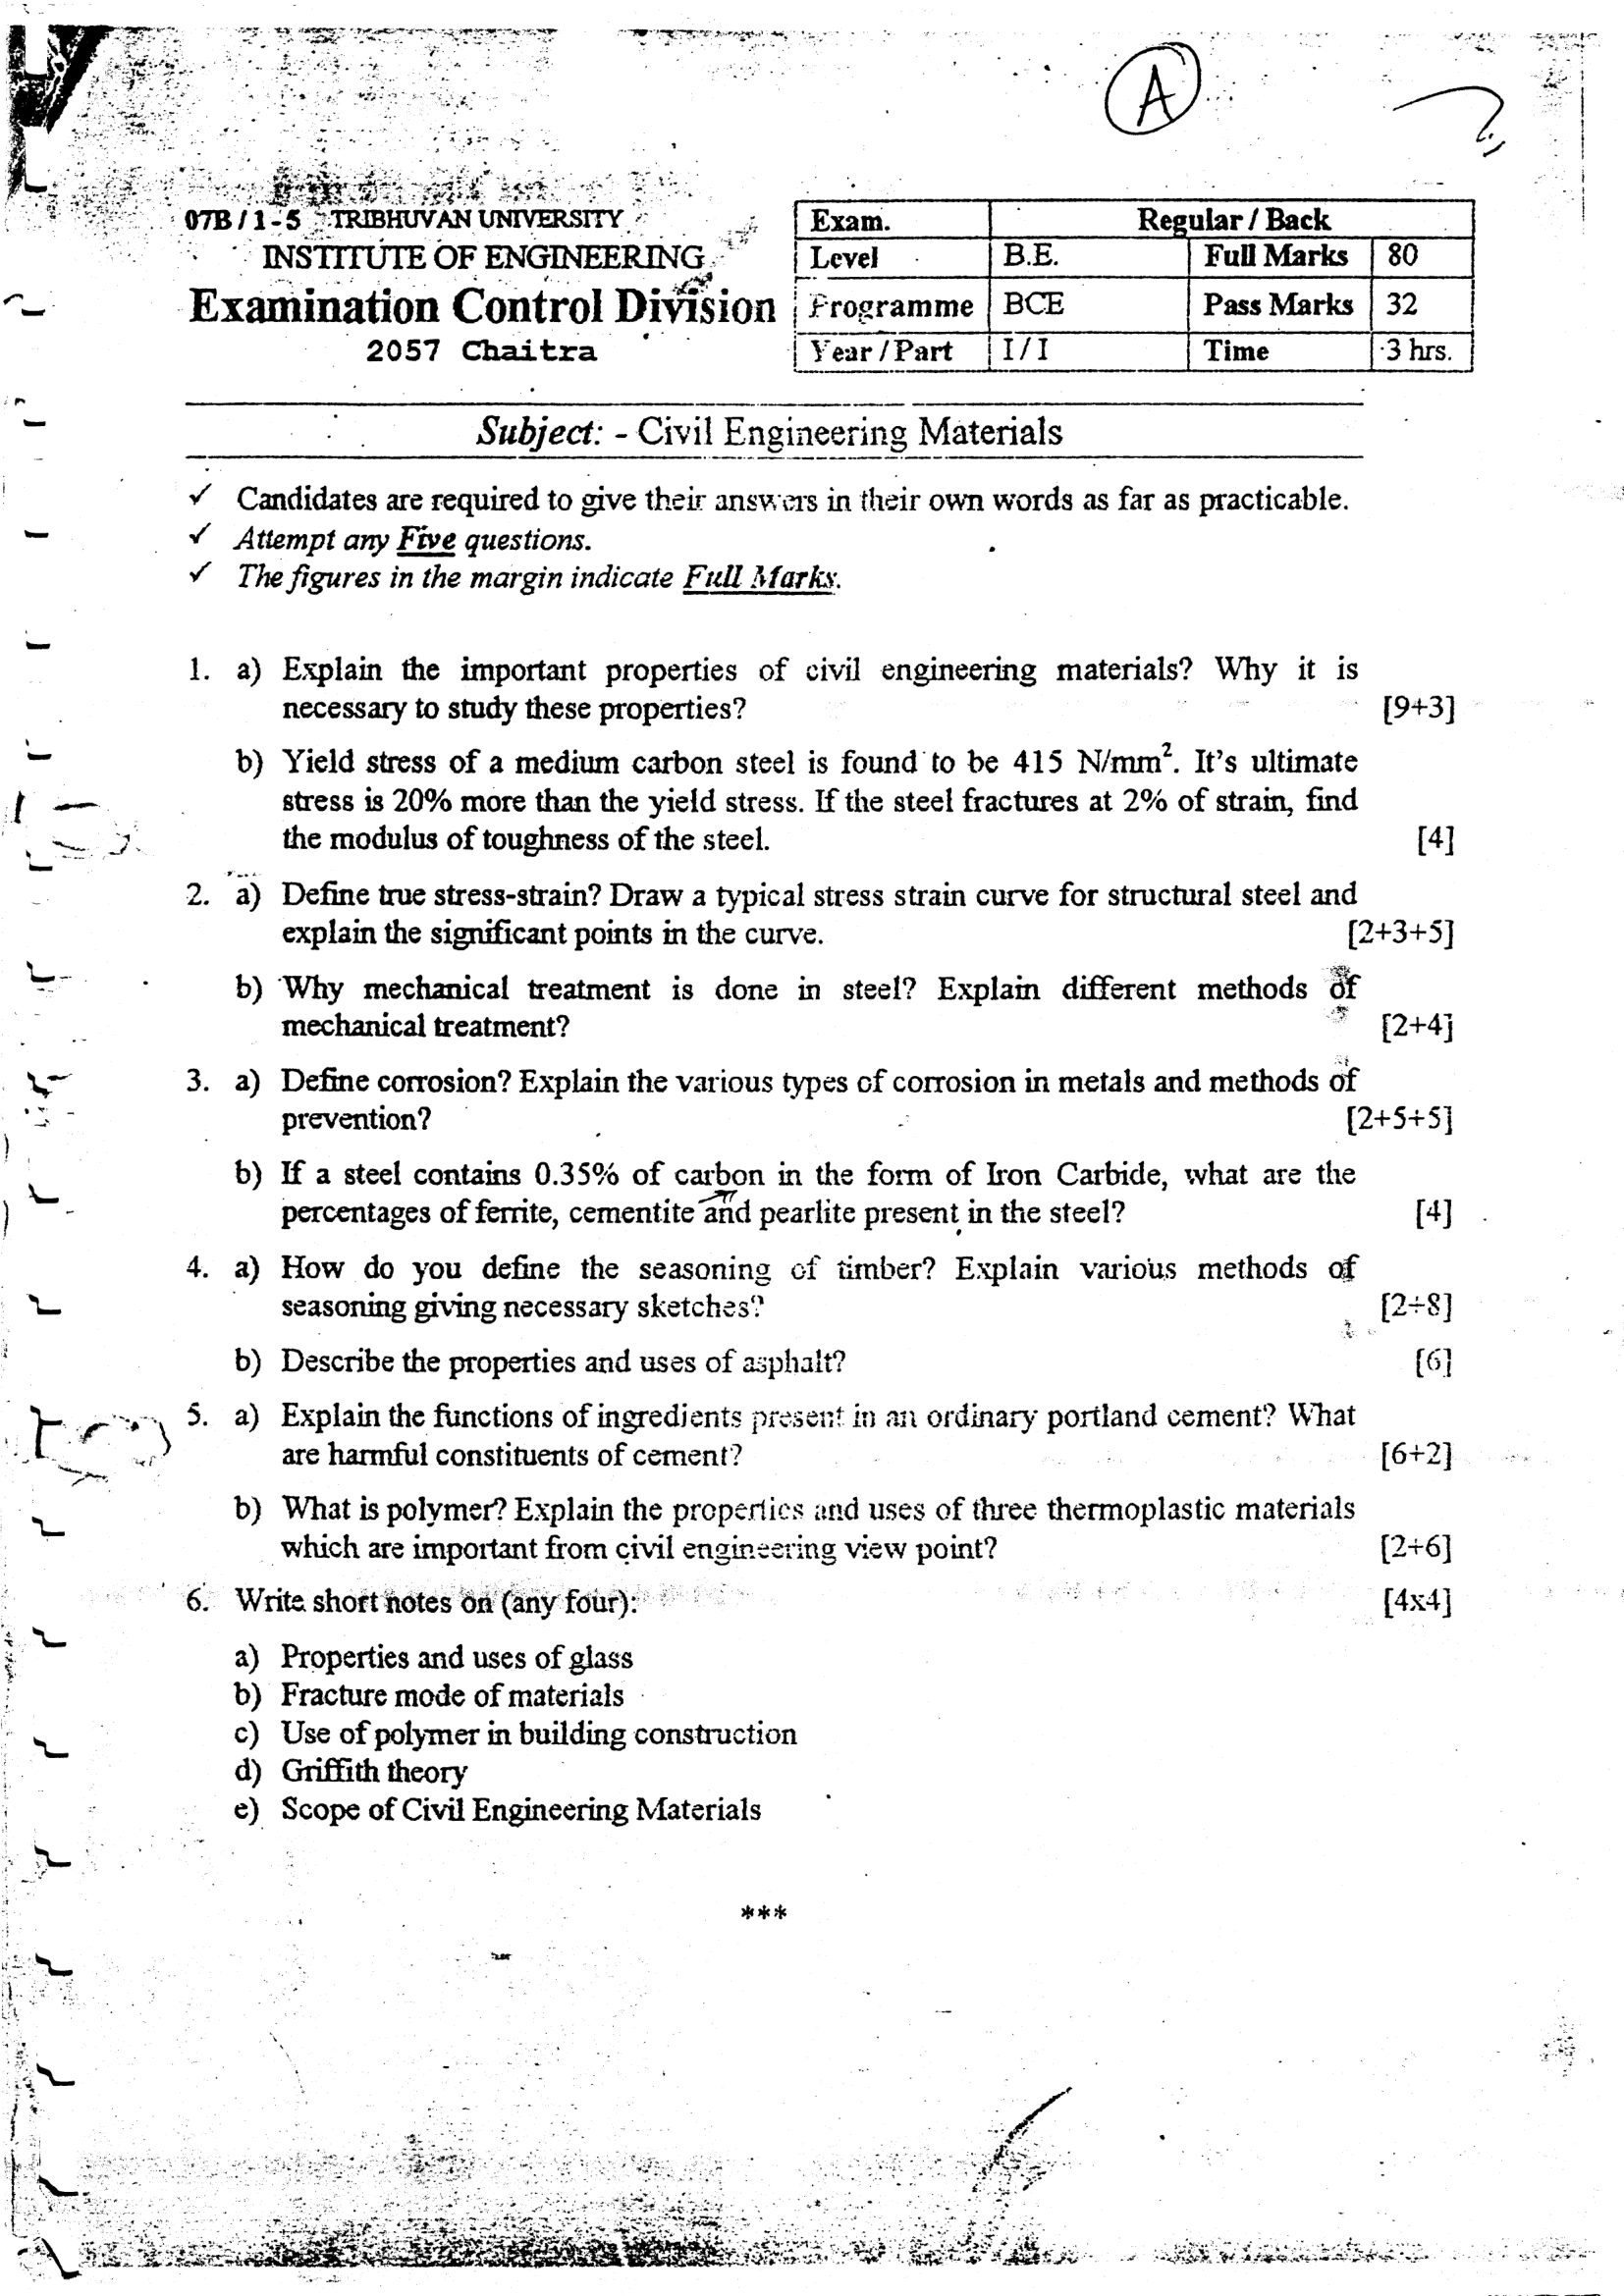 A
07B / 1 - 5 TRIBHUVAN UNIVERSITY
INSTITUTE OF ENGINEERING
Examination Control Division
2057 Chaitra
Exam. Regular / Back
Level B.E. Full Marks 80
Programme BCE Pass Marks 32
Year / Part I / I Time 3 hrs.
Subject: - Civil Engineering Materials
✓ Candidates are required to give their answers in their own words as far as practicable.
✓ Attempt any Five questions.
✓ The figures in the margin indicate Full Marks.
1. a) Explain the important properties of civil engineering materials? Why it is
necessary to study these properties? [9+3]
b) Yield stress of a medium carbon steel is found to be 415 N/mm². It's ultimate
stress is 20% more than the yield stress. If the steel fractures at 2% of strain, find
the modulus of toughness of the steel. [4]
2. a) Define true stress-strain? Draw a typical stress strain curve for structural steel and
explain the significant points in the curve. [2+3+5]
b) Why mechanical treatment is done in steel? Explain different methods of
mechanical treatment? [2+4]
3. a) Define corrosion? Explain the various types of corrosion in metals and methods of
prevention? [2+5+5]
b) If a steel contains 0.35% of carbon in the form of Iron Carbide, what are the
percentages of ferrite, cementite and pearlite present in the steel? [4]
4. a) How do you define the seasoning of timber? Explain various methods of
seasoning giving necessary sketches? [2+8]
b) Describe the properties and uses of asphalt? [6]
5. a) Explain the functions of ingredients present in an ordinary portland cement? What
are harmful constituents of cement? [6+2]
b) What is polymer? Explain the properties and uses of three thermoplastic materials
which are important from civil engineering view point? [2+6]
6. Write short notes on (any four): [4x4]
a) Properties and uses of glass
b) Fracture mode of materials
c) Use of polymer in building construction
d) Griffith theory
e) Scope of Civil Engineering Materials
***